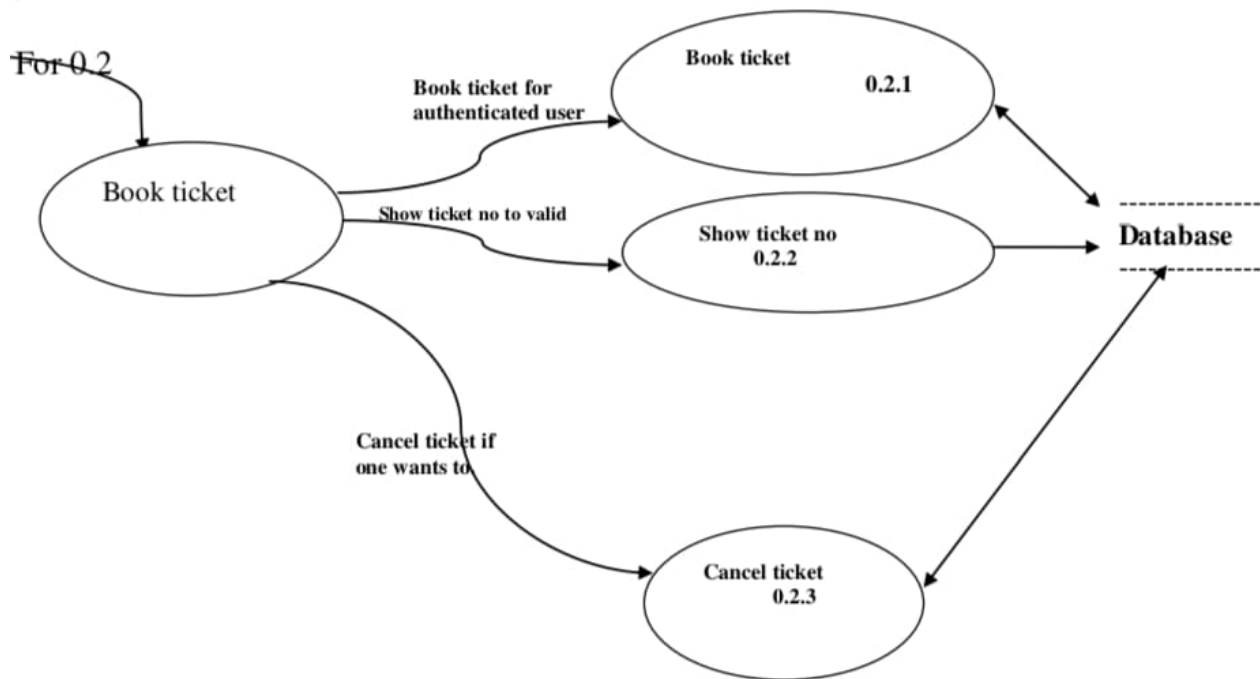 For 0.2
Book ticket
Book ticket for
authenticated user
Book ticket
0.2.1
Show ticket no to valid
Show ticket no
0.2.2
Database
Cancel ticket if
one wants to
Cancel ticket
0.2.3